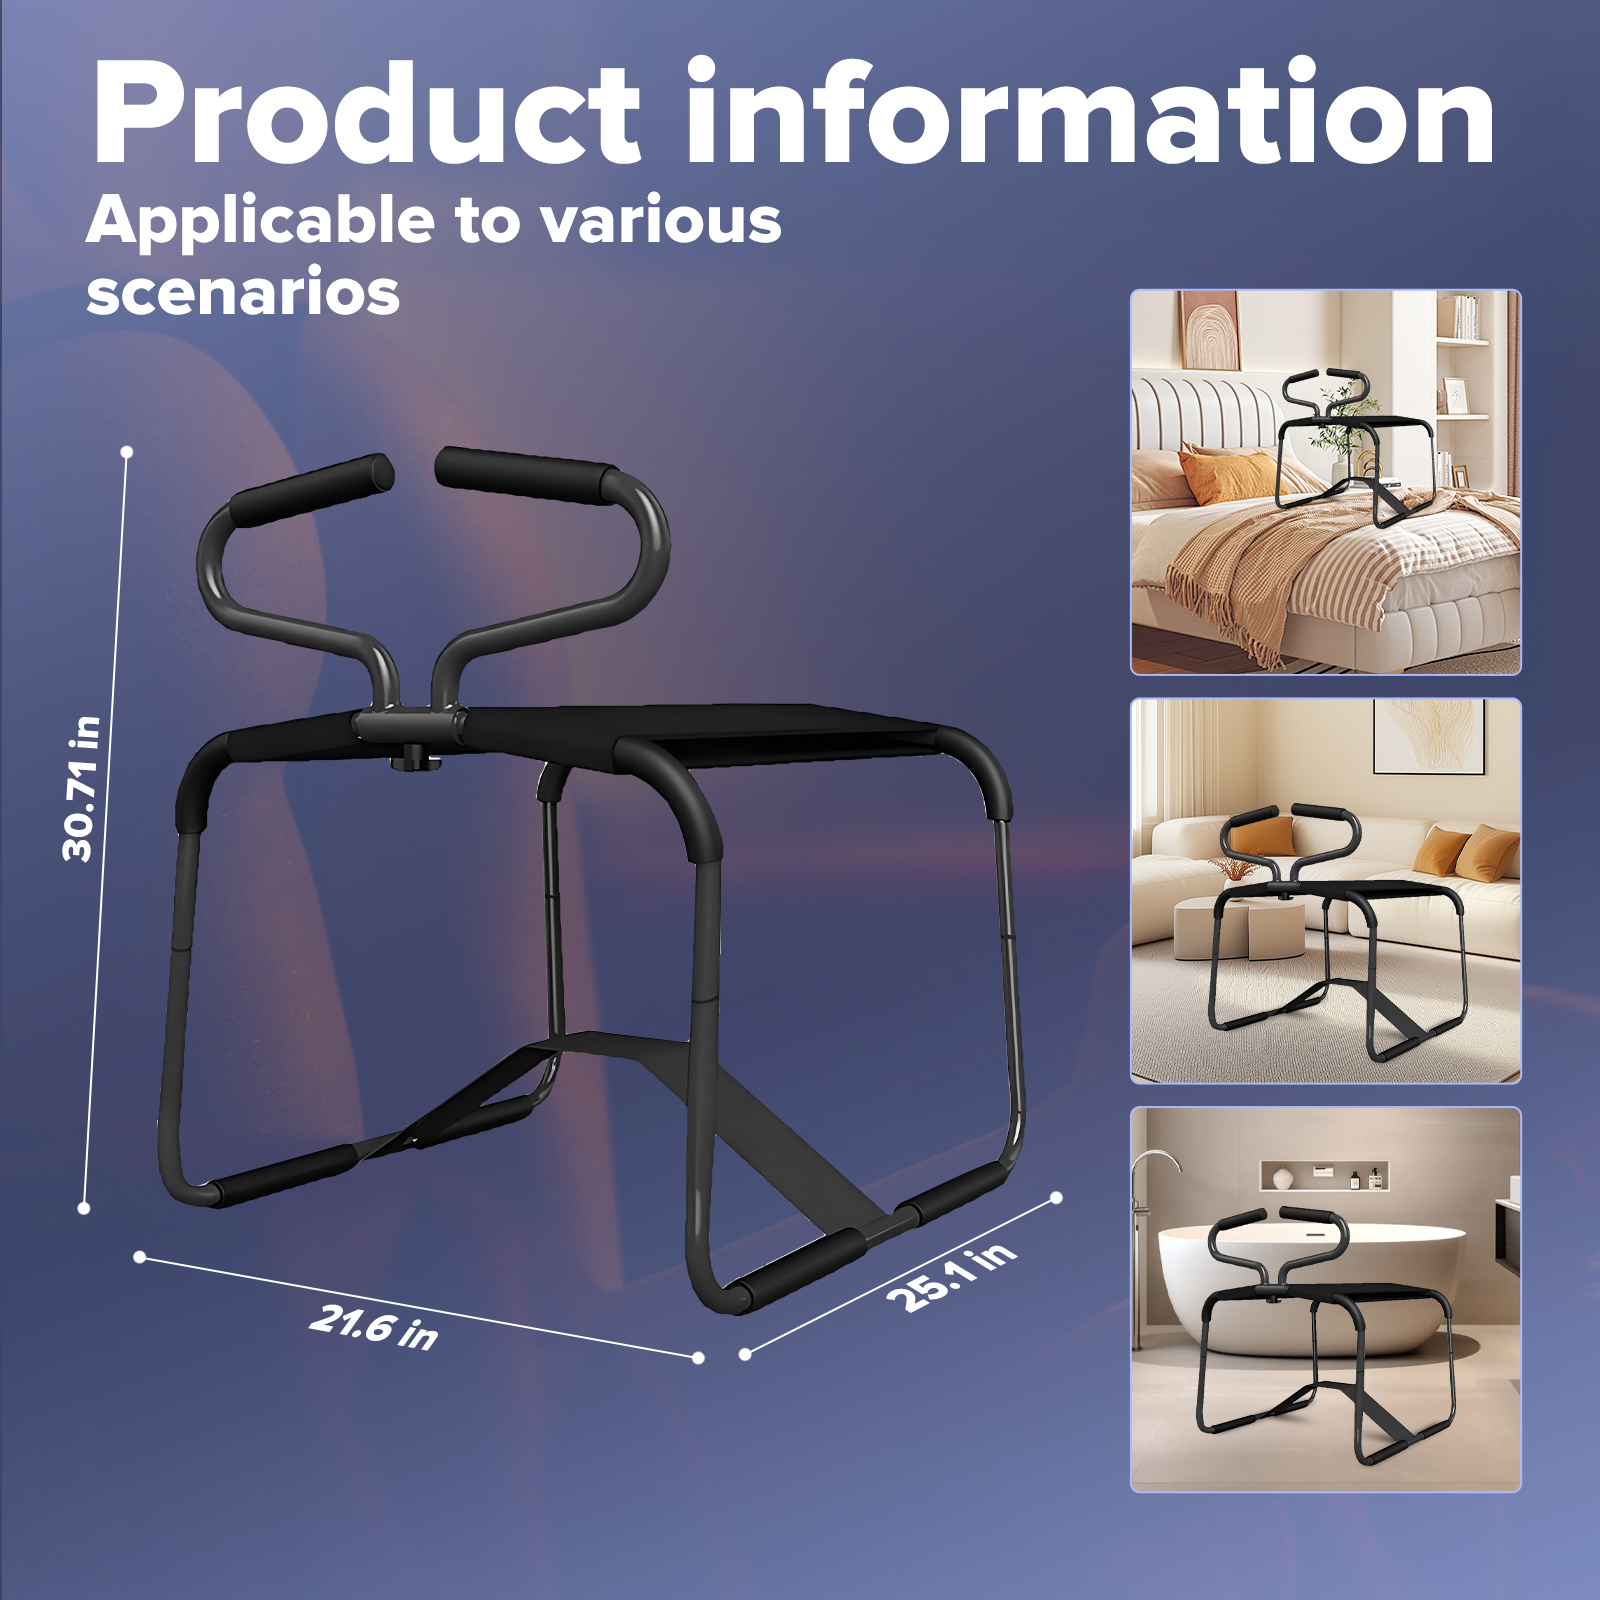 Product information
Applicable to various
scenarios
30.71 in
21.6 in
25.1 in